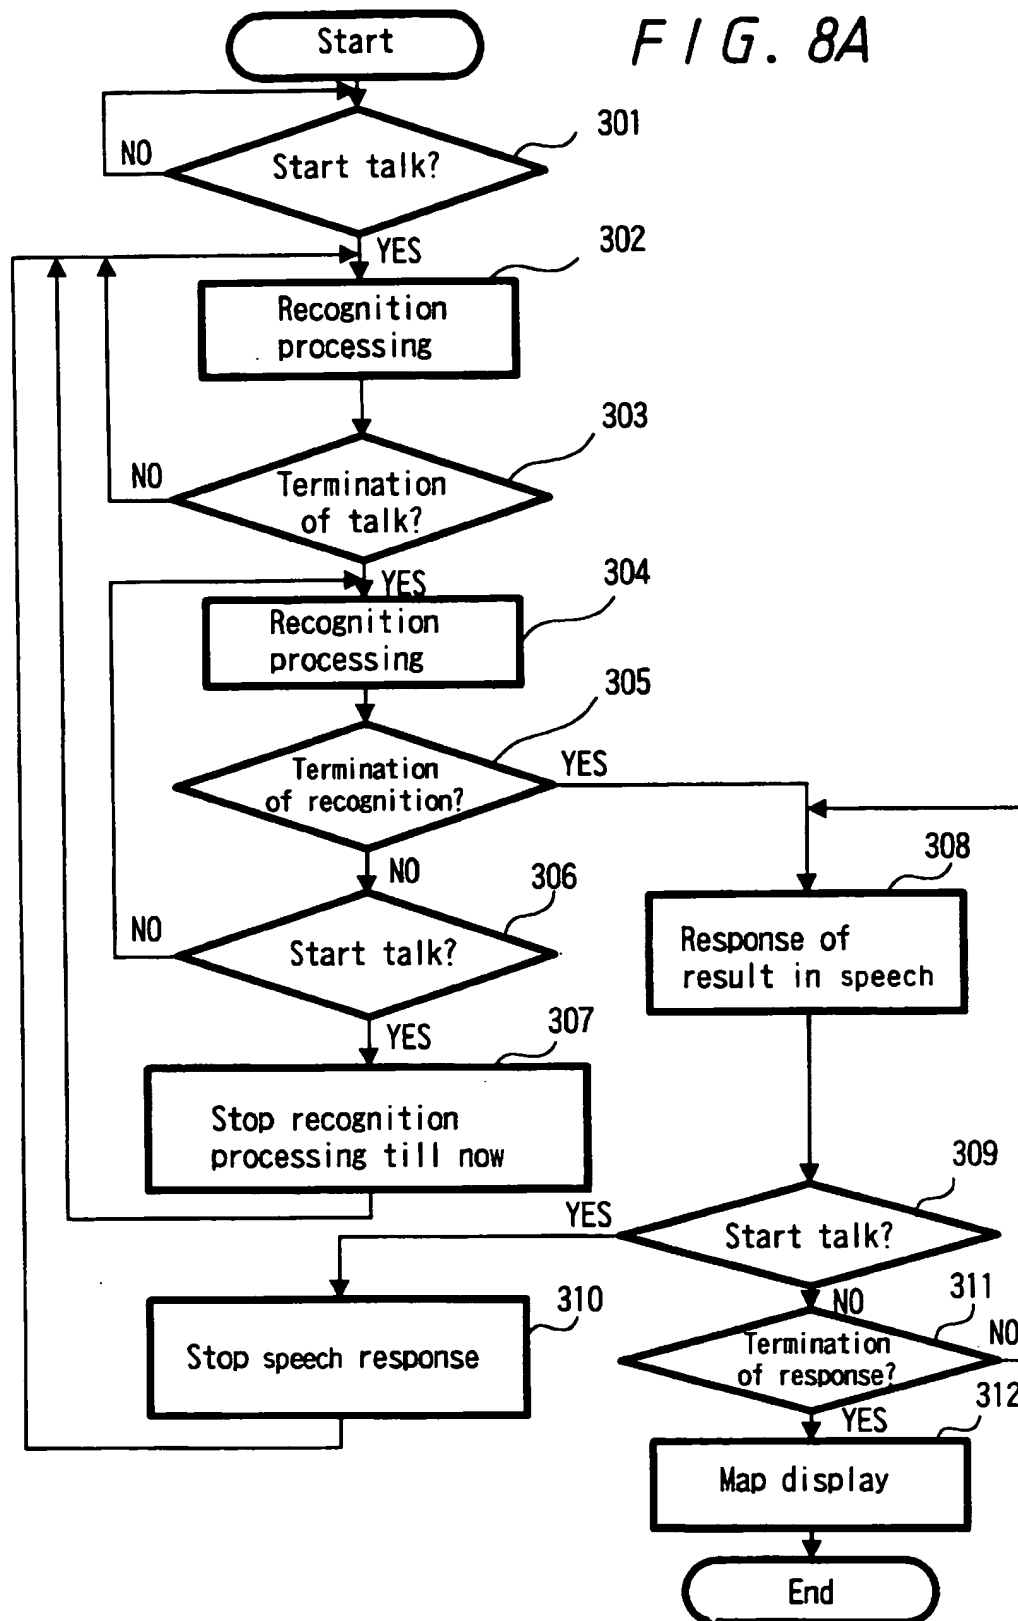 FIG. 8A
Start
301
NO
Start talk?
YES
302
Recognition
processing
303
NO
Termination
of talk?
YES
304
Recognition
processing
305
Termination
of recognition?
YES
NO
306
NO
Start talk?
308
Response of
result in speech
YES
307
Stop recognition
processing till now
309
YES
Start talk?
310
Stop speech response
NO
311
Termination
of response?
NO
312
YES
Map display
End